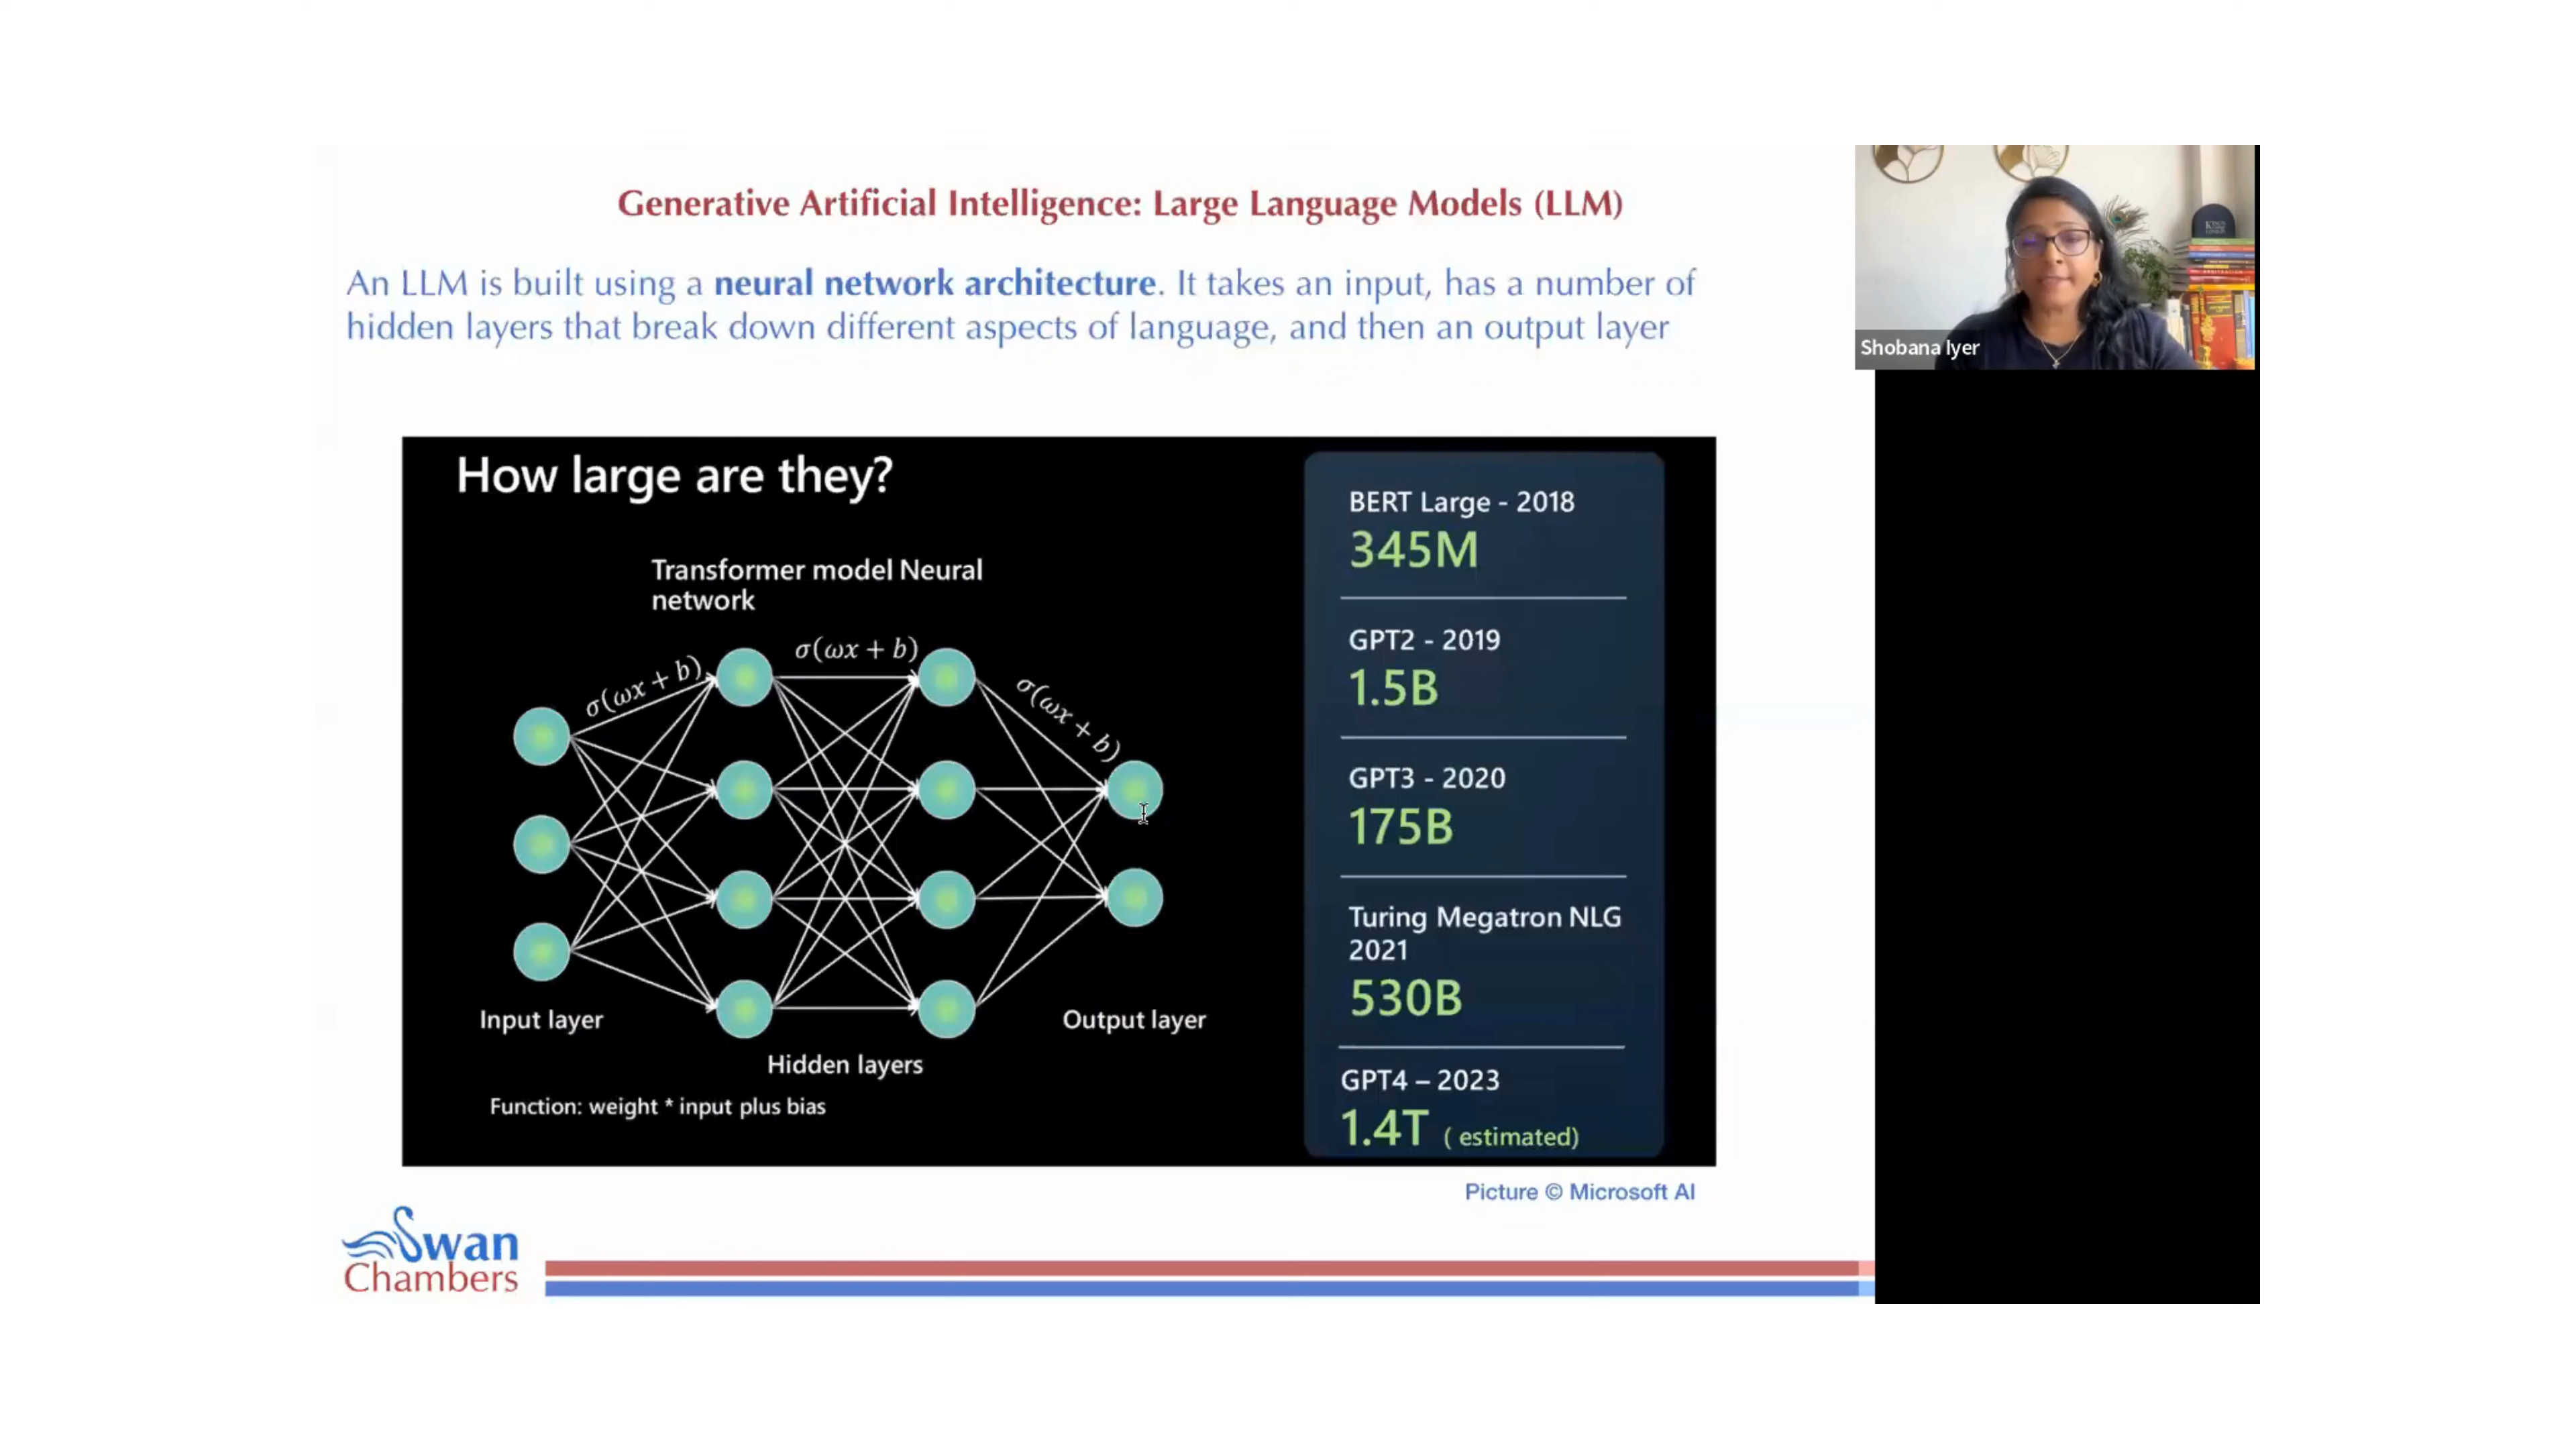 Generative Artificial Intelligence: Large Language Models (LLM)
An LLM is built using a neural network architecture. It takes an input, has a number of
hidden layers that break down different aspects of language, and then an output layer
Shobana Iyer
How large are they?
Transformer model Neural
network
σ(ωx + b)
σ(ωx + b)
σ(ωx + b)
Input layer
Hidden layers
Output layer
Function: weight * input plus bias
BERT Large - 2018
345M
GPT2 - 2019
1.5B
GPT3 - 2020
175B
Turing Megatron NLG
2021
530B
GPT4 – 2023
1.4T ( estimated)
Picture © Microsoft AI
Swan
Chambers